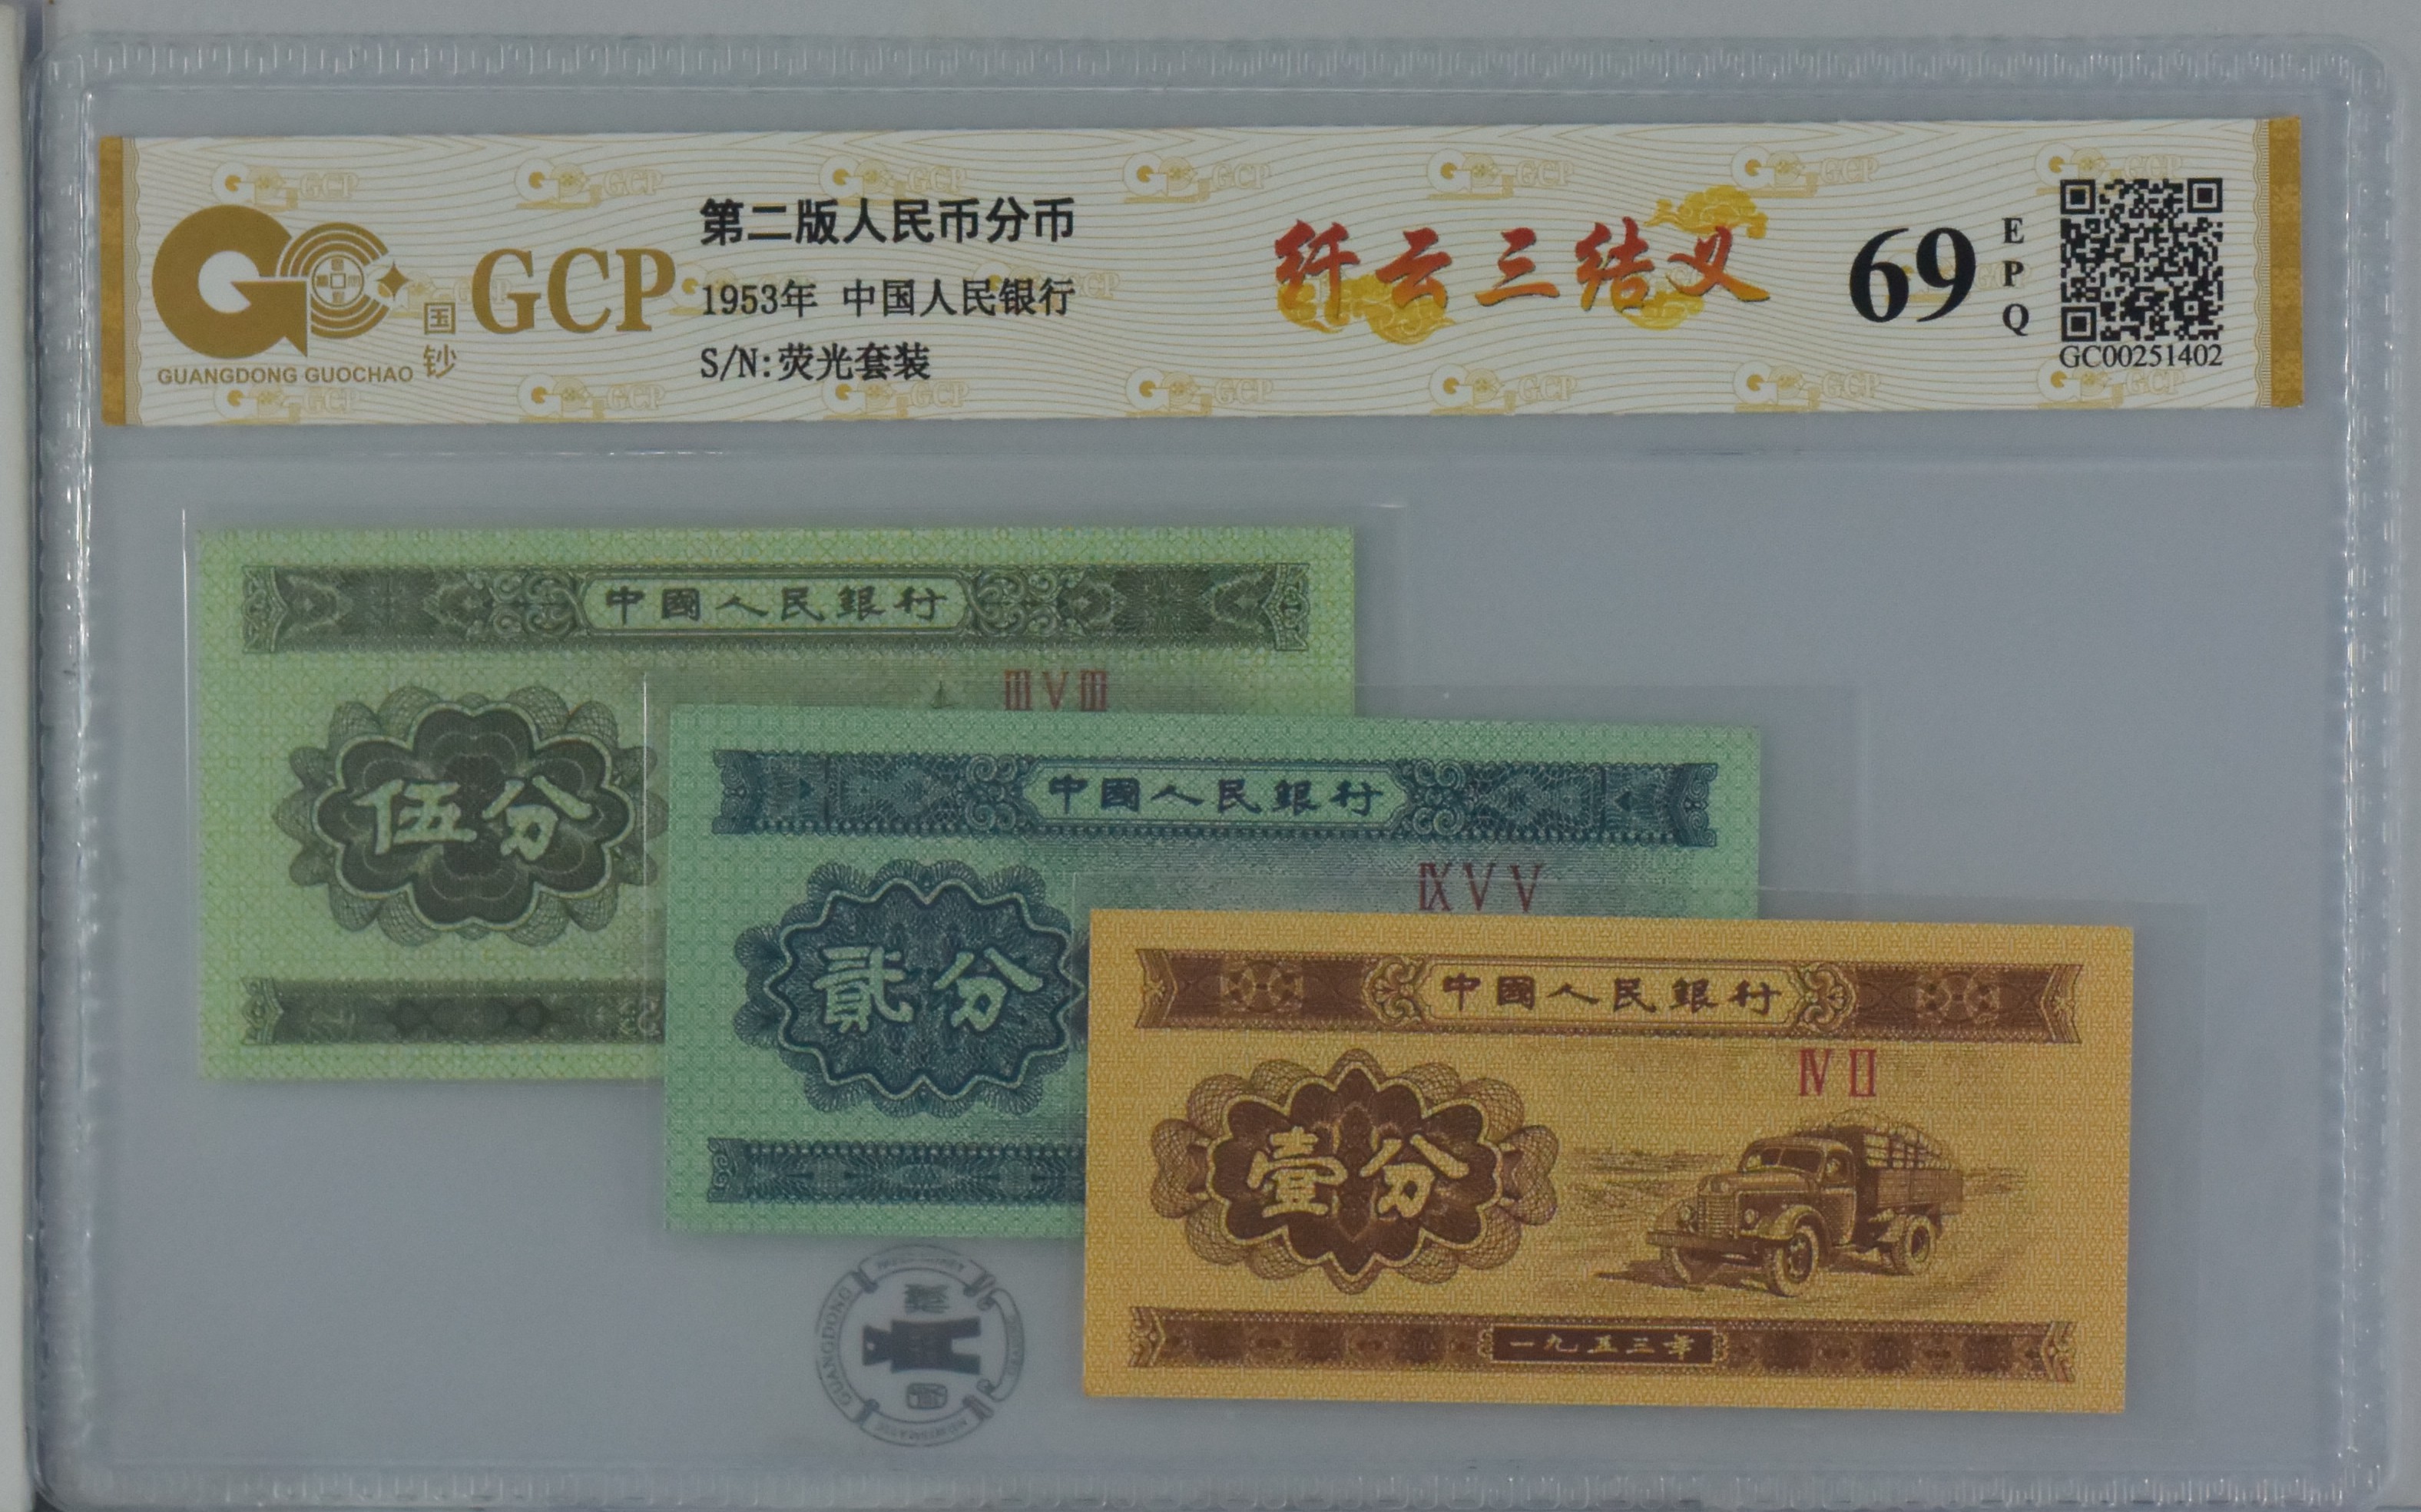 第二版人民币分币
1953年 中国人民银行
S/N:荧光套装
国钞
GCP
GUANGDONG GUOCHAO
纤云三结义
69
EPQ
GC00251402
中國人民銀行
ⅢⅤⅢ
伍分
中國人民銀行
ⅨⅤⅤ
貳分
中國人民銀行
ⅣⅡ
壹分
一九五三年
GUANGDONG